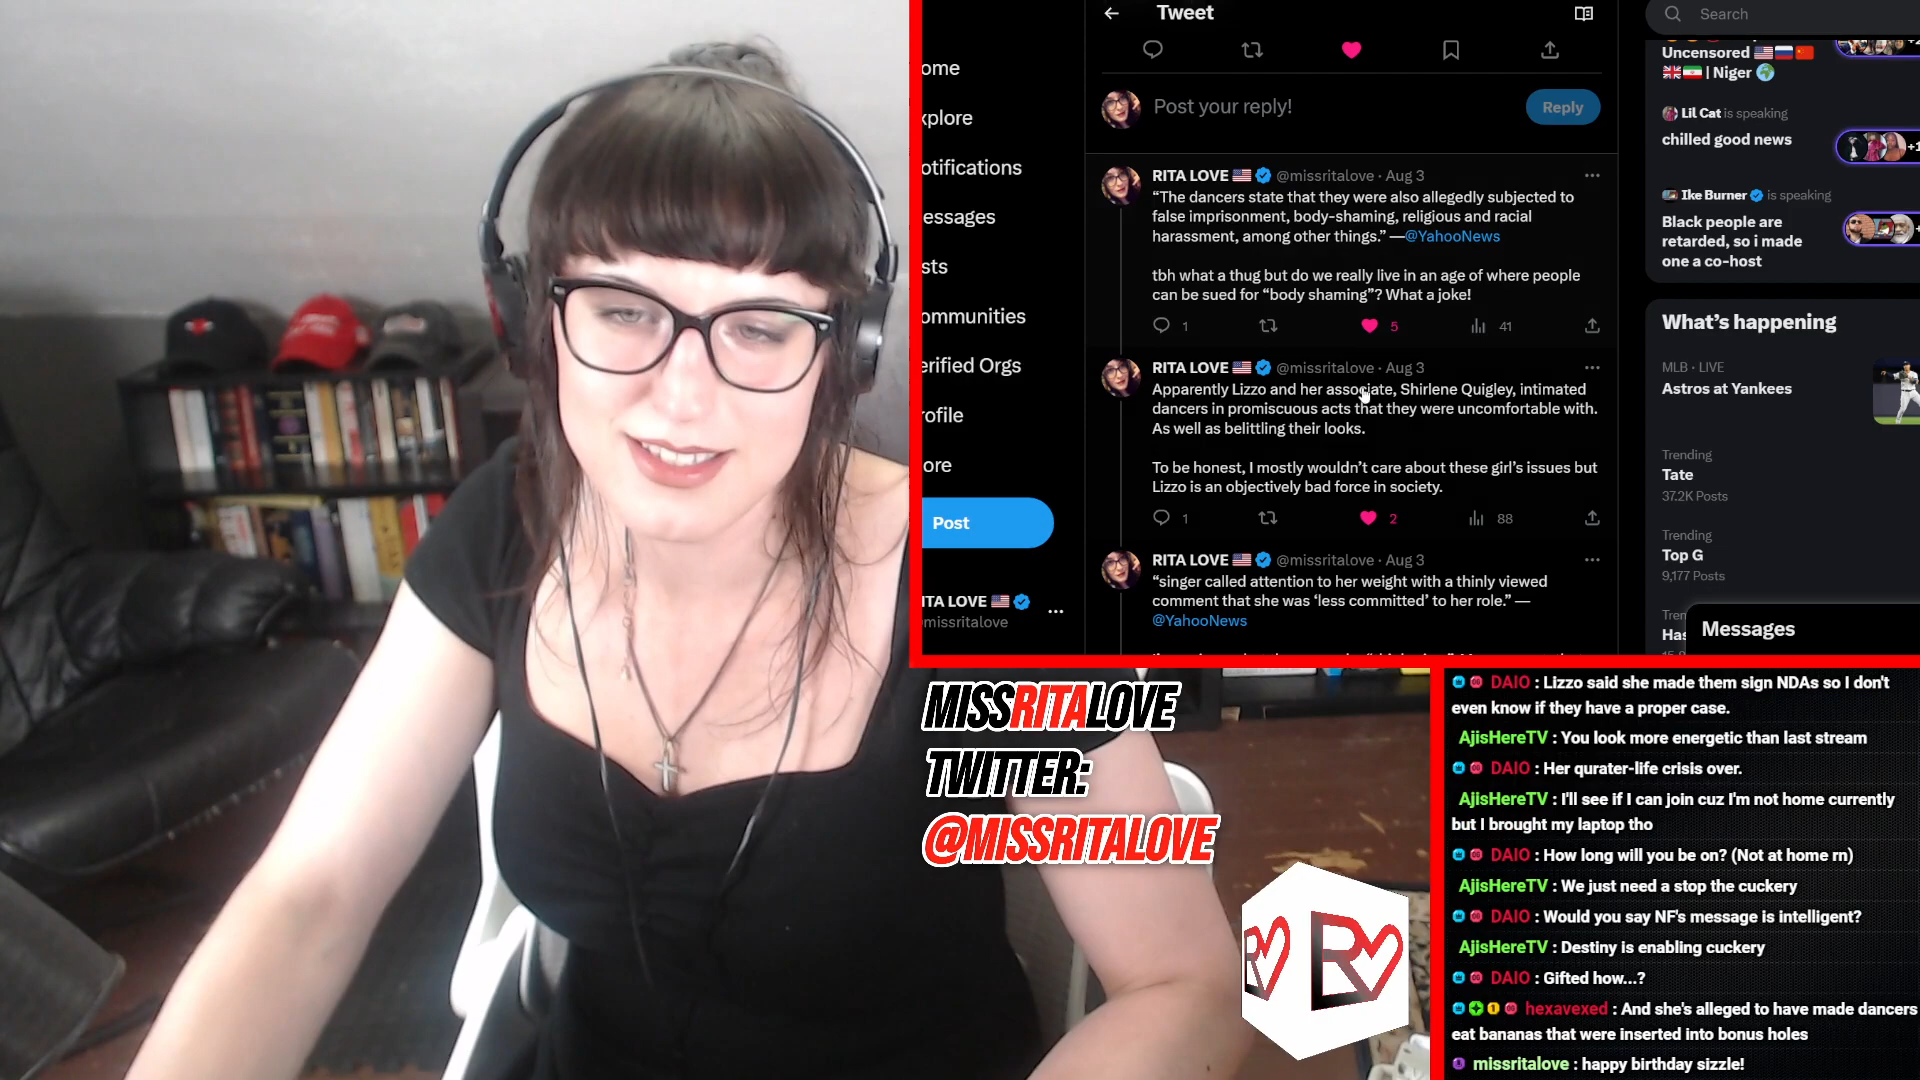 Tweet
Search
ome
xplore
otifications
essages
sts
ommunities
erified Orgs
rofile
ore
Post
ITA LOVE
missritalove
Post your reply!
Reply
RITA LOVE @missritalove · Aug 3
“The dancers state that they were also allegedly subjected to
false imprisonment, body-shaming, religious and racial
harassment, among other things.” —@YahooNews
tbh what a thug but do we really live in an age of where people
can be sued for “body shaming”? What a joke!
1 5 41
RITA LOVE @missritalove · Aug 3
Apparently Lizzo and her associate, Shirlene Quigley, intimated
dancers in promiscuous acts that they were uncomfortable with.
As well as belittling their looks.
To be honest, I mostly wouldn’t care about these girl’s issues but
Lizzo is an objectively bad force in society.
1 2 88
RITA LOVE @missritalove · Aug 3
“singer called attention to her weight with a thinly viewed
comment that she was ‘less committed’ to her role.” —
@YahooNews
Uncensored
| Niger
Lil Cat is speaking
chilled good news
Ike Burner is speaking
Black people are
retarded, so i made
one a co-host
What’s happening
MLB · LIVE
Astros at Yankees
Trending
Tate
37.2K Posts
Trending
Top G
9,177 Posts
Messages
MISSRITALOVE
TWITTER:
@MISSRITALOVE
DAIO : Lizzo said she made them sign NDAs so I don't
even know if they have a proper case.
AjisHereTV : You look more energetic than last stream
DAIO : Her qurater-life crisis over.
AjisHereTV : I'll see if I can join cuz I'm not home currently
but I brought my laptop tho
DAIO : How long will you be on? (Not at home rn)
AjisHereTV : We just need a stop the cuckery
DAIO : Would you say NF's message is intelligent?
AjisHereTV : Destiny is enabling cuckery
DAIO : Gifted how...?
hexavexed : And she's alleged to have made dancers
eat bananas that were inserted into bonus holes
missritalove : happy birthday sizzle!